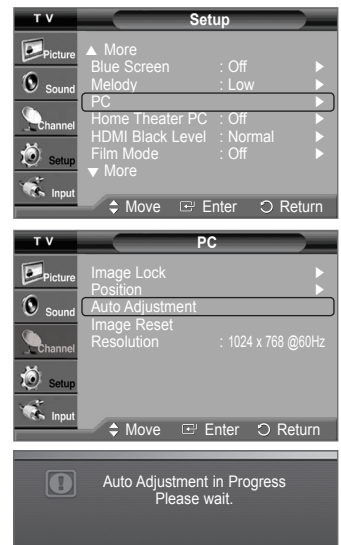 T V Setup
Picture
Sound
Channel
Setup
Input
▲ More
Blue Screen : Off ▶
Melody : Low ▶
PC ▶
Home Theater PC : Off ▶
HDMI Black Level : Normal ▶
Film Mode : Off ▶
▼ More
Move Enter Return
T V PC
Picture
Sound
Channel
Setup
Input
Image Lock ▶
Position ▶
Auto Adjustment
Image Reset
Resolution : 1024 x 768 @60Hz
Move Enter Return
Auto Adjustment in Progress
Please wait.